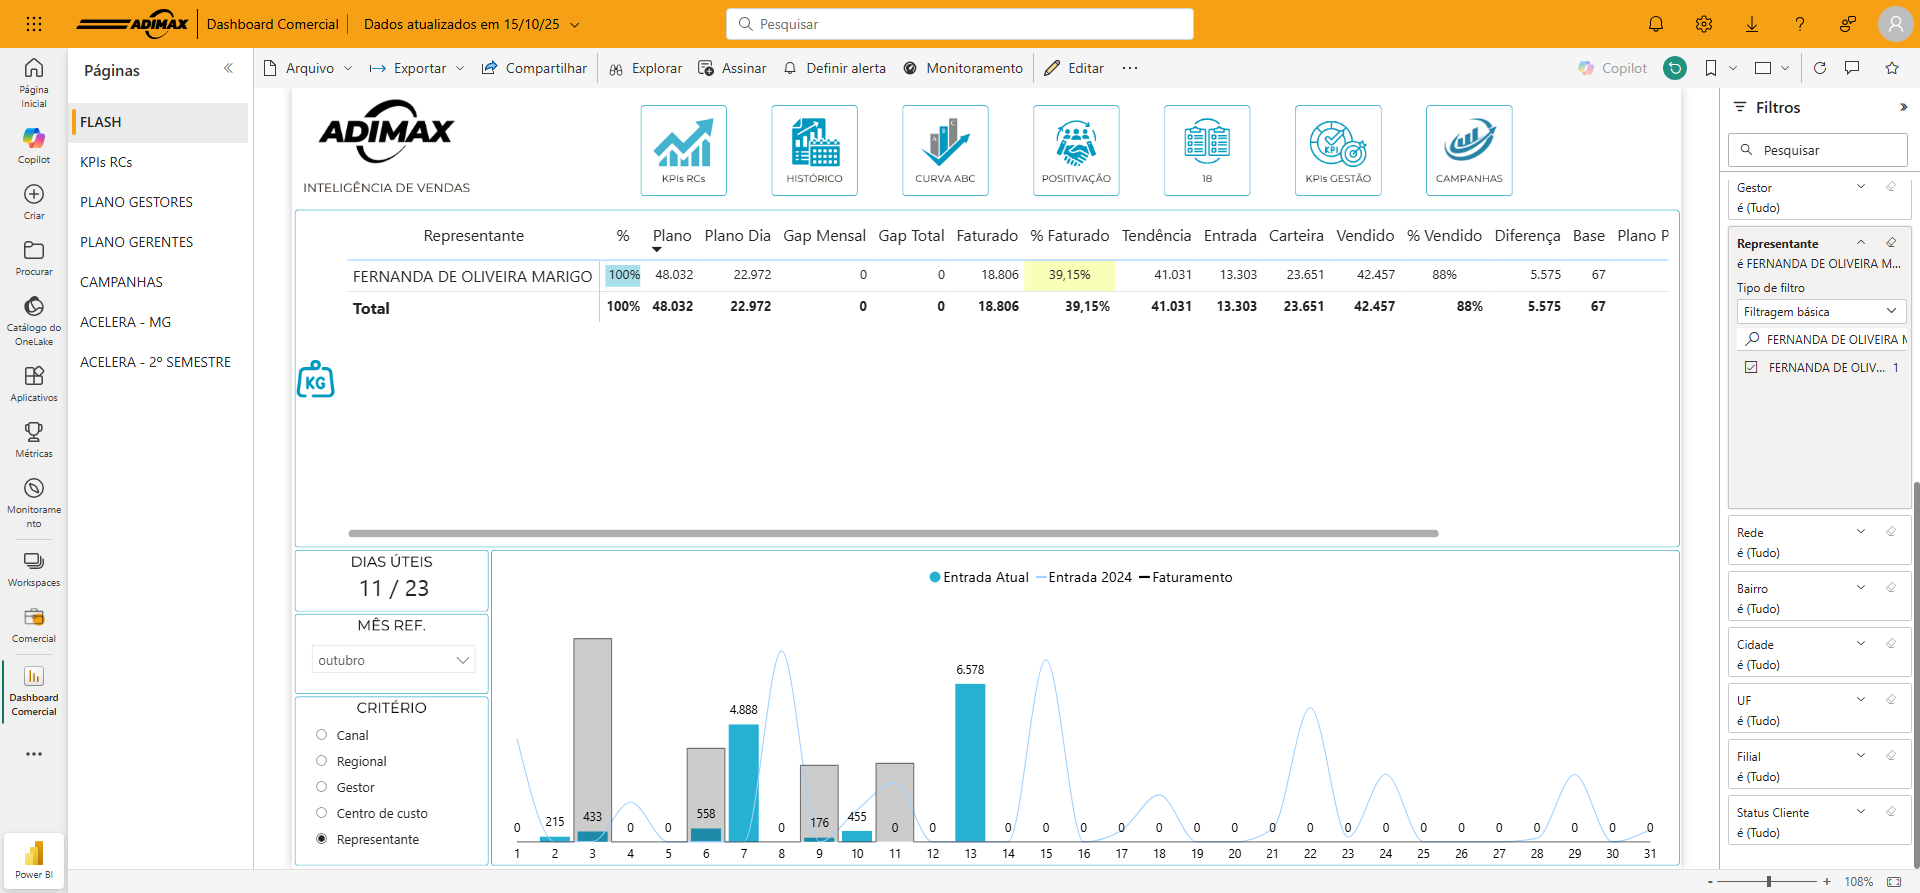 ADIMAX Dashboard Comercial Dados atualizados em 15/10/25
Pesquisar
Página Inicial
Copilot
Criar
Procurar
Catálogo do OneLake
Aplicativos
Métricas
Monitoramento
Workspaces
Comercial
Dashboard Comercial
Power BI
Páginas
FLASH
KPIs RCs
PLANO GESTORES
PLANO GERENTES
CAMPANHAS
ACELERA - MG
ACELERA - 2º SEMESTRE
Arquivo Exportar Compartilhar Explorar Assinar Definir alerta Monitoramento Editar ... Copilot
ADIMAX
INTELIGÊNCIA DE VENDAS
KPIs RCs HISTÓRICO CURVA ABC POSITIVAÇÃO 18 KPIs GESTÃO CAMPANHAS
Representante % Plano Plano Dia Gap Mensal Gap Total Faturado % Faturado Tendência Entrada Carteira Vendido % Vendido Diferença Base Plano P
FERNANDA DE OLIVEIRA MARIGO 100% 48.032 22.972 0 0 18.806 39,15% 41.031 13.303 23.651 42.457 88% 5.575 67
Total 100% 48.032 22.972 0 0 18.806 39,15% 41.031 13.303 23.651 42.457 88% 5.575 67
KG
DIAS ÚTEIS
11 / 23
MÊS REF.
outubro
CRITÉRIO
Canal
Regional
Gestor
Centro de custo
Representante
Entrada Atual Entrada 2024 Faturamento
0 215 433 0 0 558 4.888 0 176 455 0 0 6.578 0 0 0 0 0 0 0 0 0 0 0 0 0 0 0 0 0 0
1 2 3 4 5 6 7 8 9 10 11 12 13 14 15 16 17 18 19 20 21 22 23 24 25 26 27 28 29 30 31
Filtros
Pesquisar
Gestor
é (Tudo)
Representante
é FERNANDA DE OLIVEIRA M...
Tipo de filtro
Filtragem básica
FERNANDA DE OLIVEIRA M
FERNANDA DE OLIV... 1
Rede
é (Tudo)
Bairro
é (Tudo)
Cidade
é (Tudo)
UF
é (Tudo)
Filial
é (Tudo)
Status Cliente
é (Tudo)
- + 108%